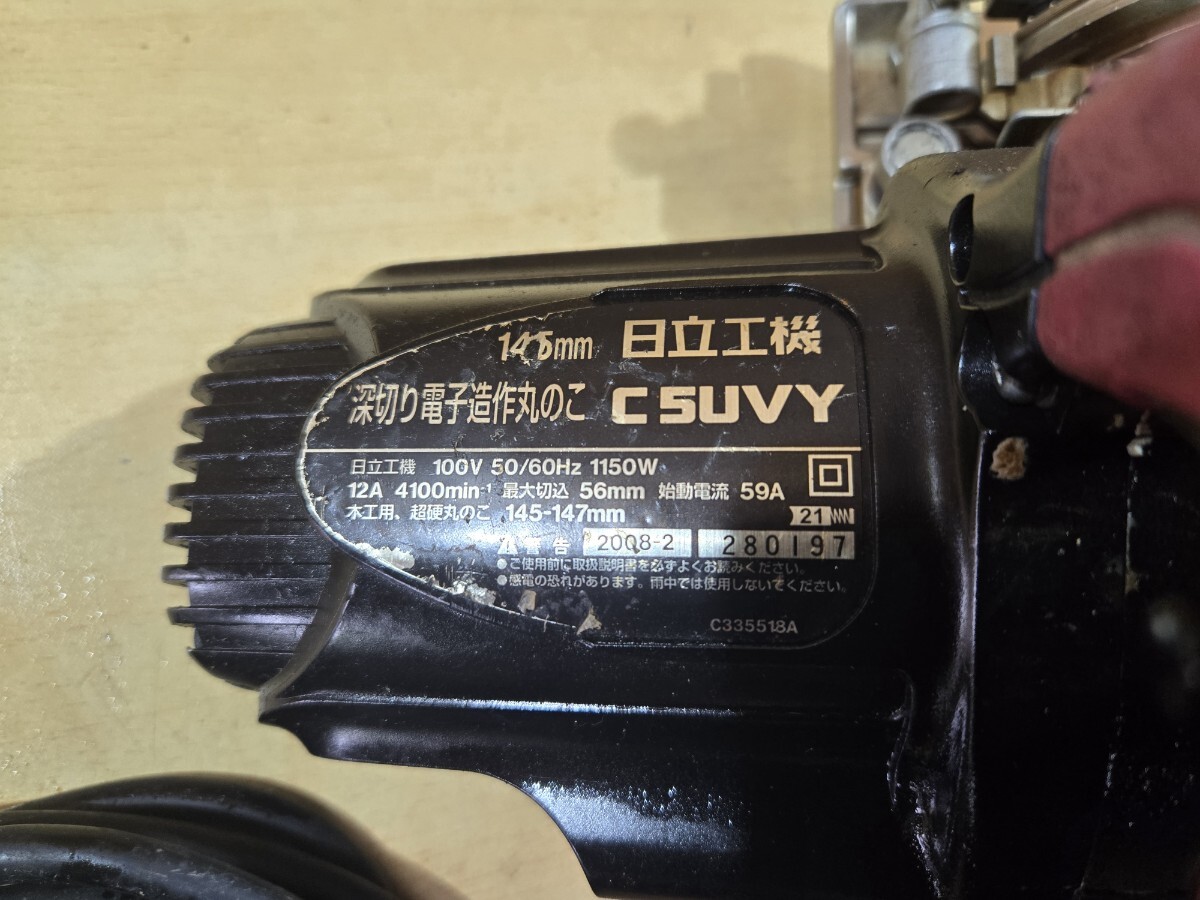 145mm 日立工機
深切り電子造作丸のこ C5UVY
日立工機 100V 50/60Hz 1150W
12A 4100min-1 最大切込 56mm 始動電流 59A
木工用、超硬丸のこ 145-147mm
21
警告 2008-2 280197
●ご使用前に取扱説明書を必ずよくお読みください。
●感電の恐れがあります。雨中では使用しないでください。
C335518A